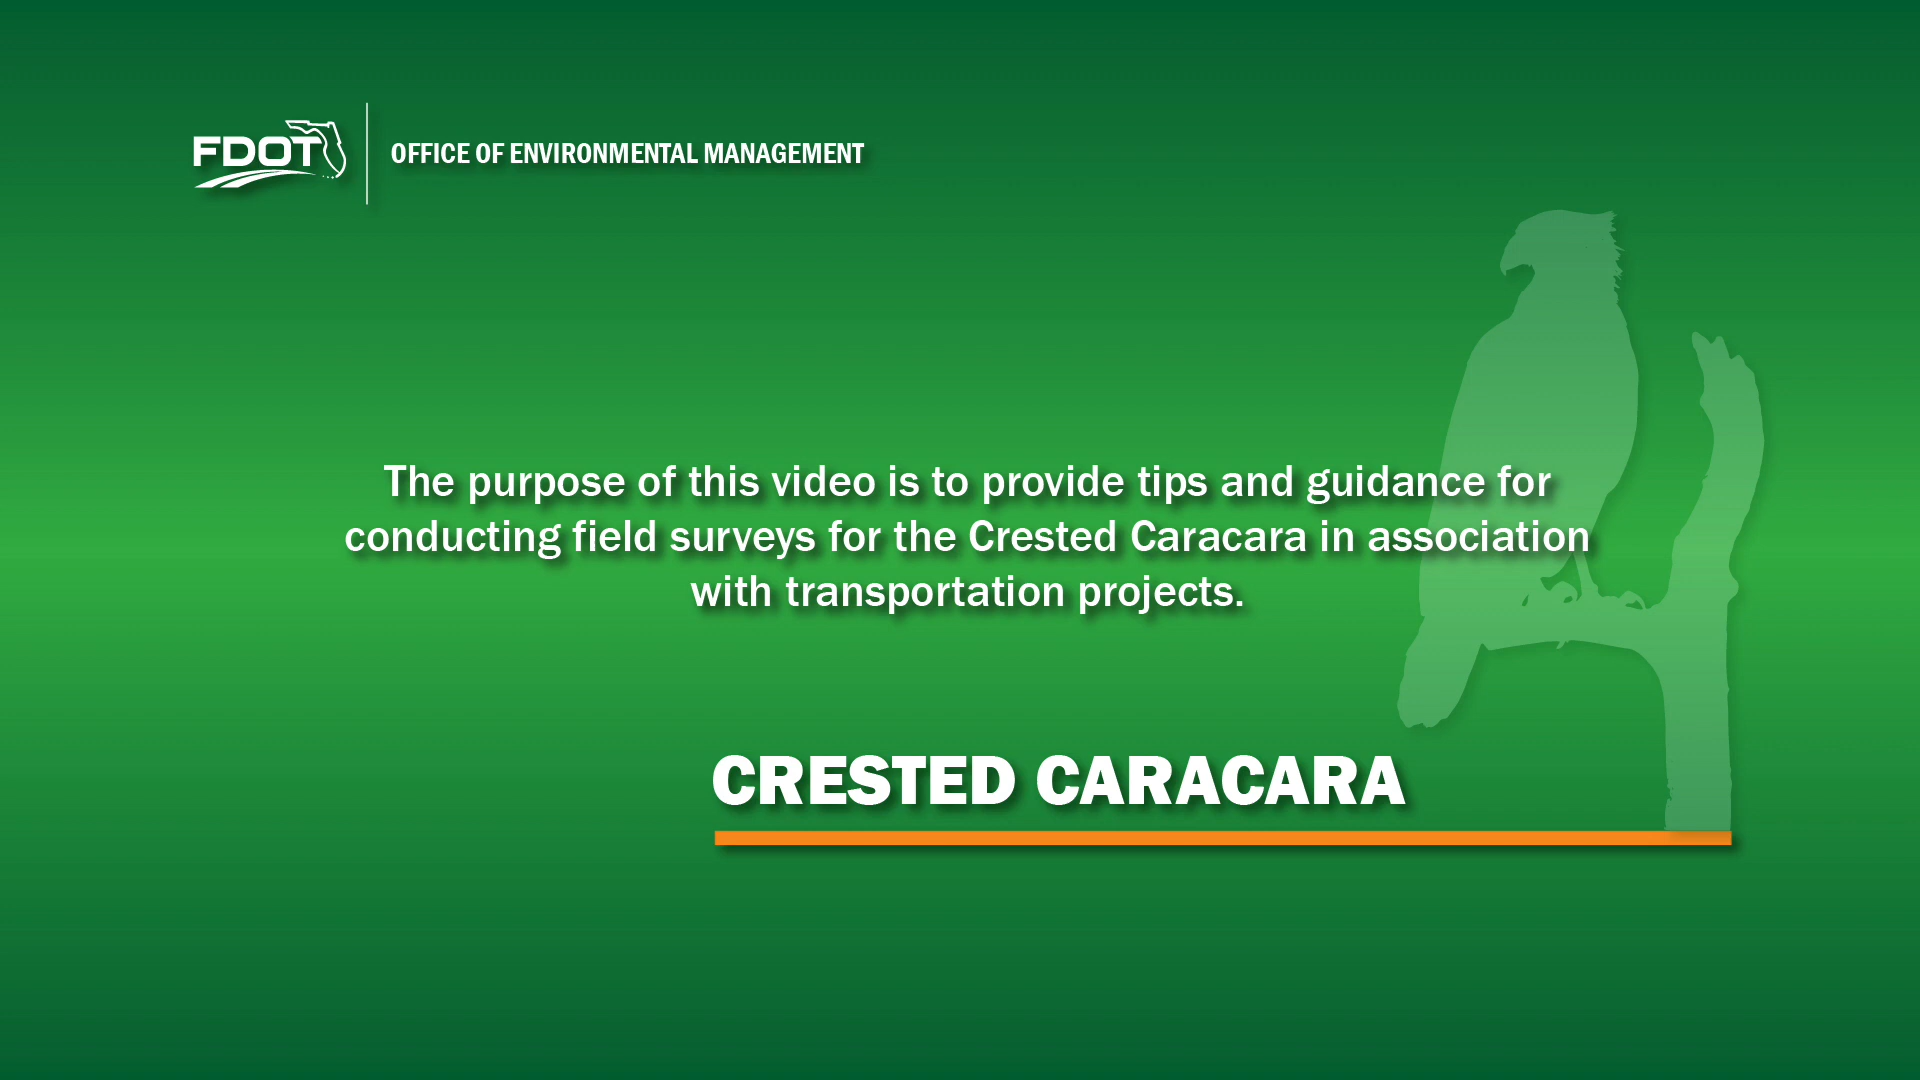 FDOT
OFFICE OF ENVIRONMENTAL MANAGEMENT
The purpose of this video is to provide tips and guidance for
conducting field surveys for the Crested Caracara in association
with transportation projects.
CRESTED CARACARA